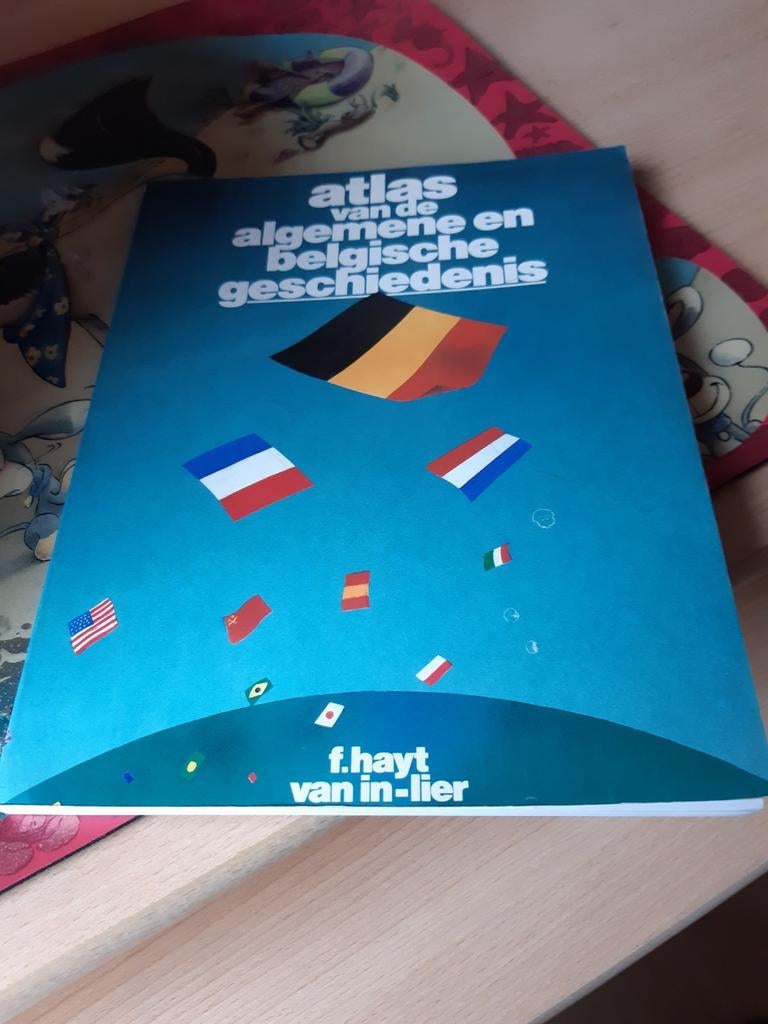 atlas
van de
algemene en
belgische
geschiedenis
f.hayt
van in-lier